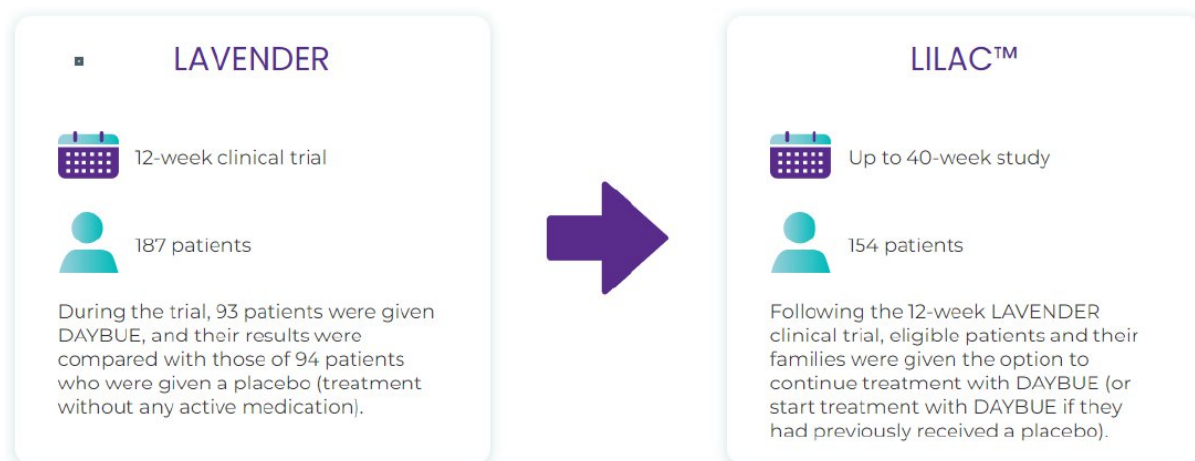 LAVENDER
12-week clinical trial
187 patients
During the trial, 93 patients were given
DAYBUE, and their results were
compared with those of 94 patients
who were given a placebo (treatment
without any active medication).
LILAC™
Up to 40-week study
154 patients
Following the 12-week LAVENDER
clinical trial, eligible patients and their
families were given the option to
continue treatment with DAYBUE (or
start treatment with DAYBUE if they
had previously received a placebo).